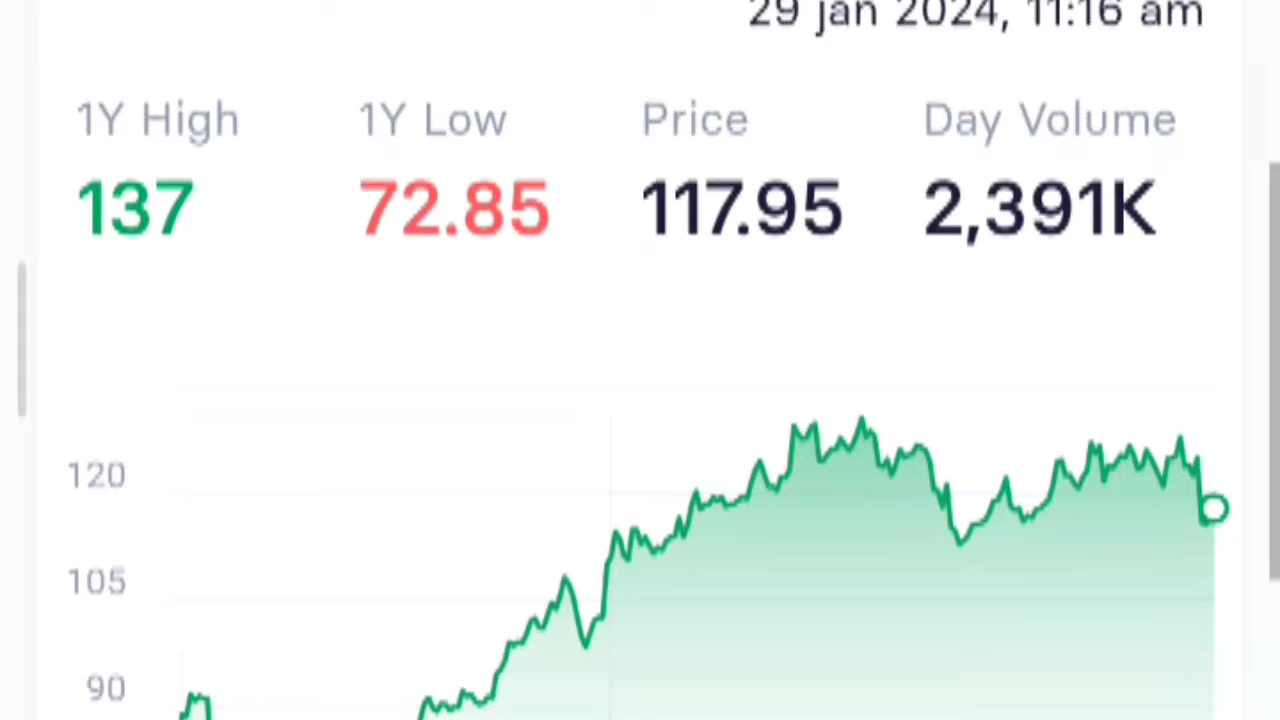 29 jan 2024, 11:16 am
1Y High 1Y Low Price Day Volume
137 72.85 117.95 2,391K
120
105
90